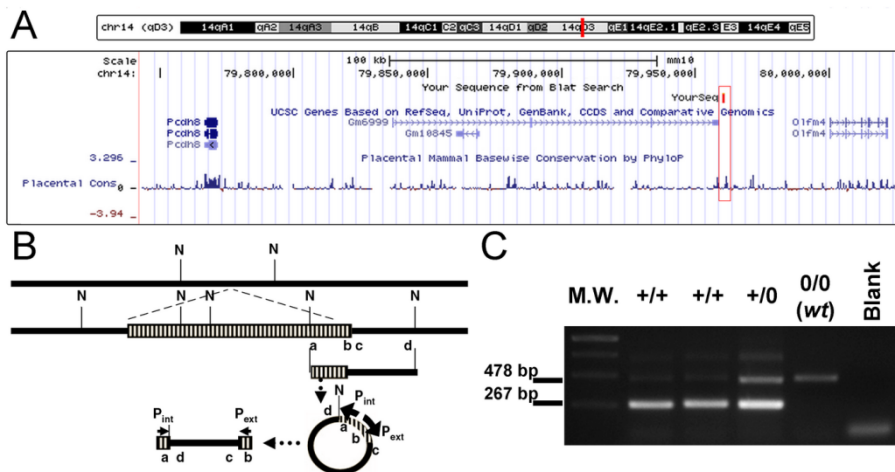 A
chr14 (qD3) 14qA1 qA2 14qA3 14qB 14qC1 C2 qC3 14qD1 qD2 14qD3 qE1 14qE2.1 qE2.3 E3 14qE4 qE5
Scale 100 kb mm10
chr14: 79,800,000 79,850,000 79,900,000 79,950,000 80,000,000
Your Sequence from Blat Search
YourSeq
UCSC Genes Based on RefSeq, UniProt, GenBank, CCDS and Comparative Genomics
Pcdh8 Gm6999 Olfm4
Pcdh8 Gm10845 Olfm4
Pcdh8
Placental Mammal Basewise Conservation by PhyloP
3.296
Placental Cons 0
-3.94
B
N N
N N N N N
a b c d
N
d Pint
a
b Pext
c
Pint Pext
a d c b
C
M.W. +/+ +/+ +/0 0/0 (wt) Blank
478 bp
267 bp